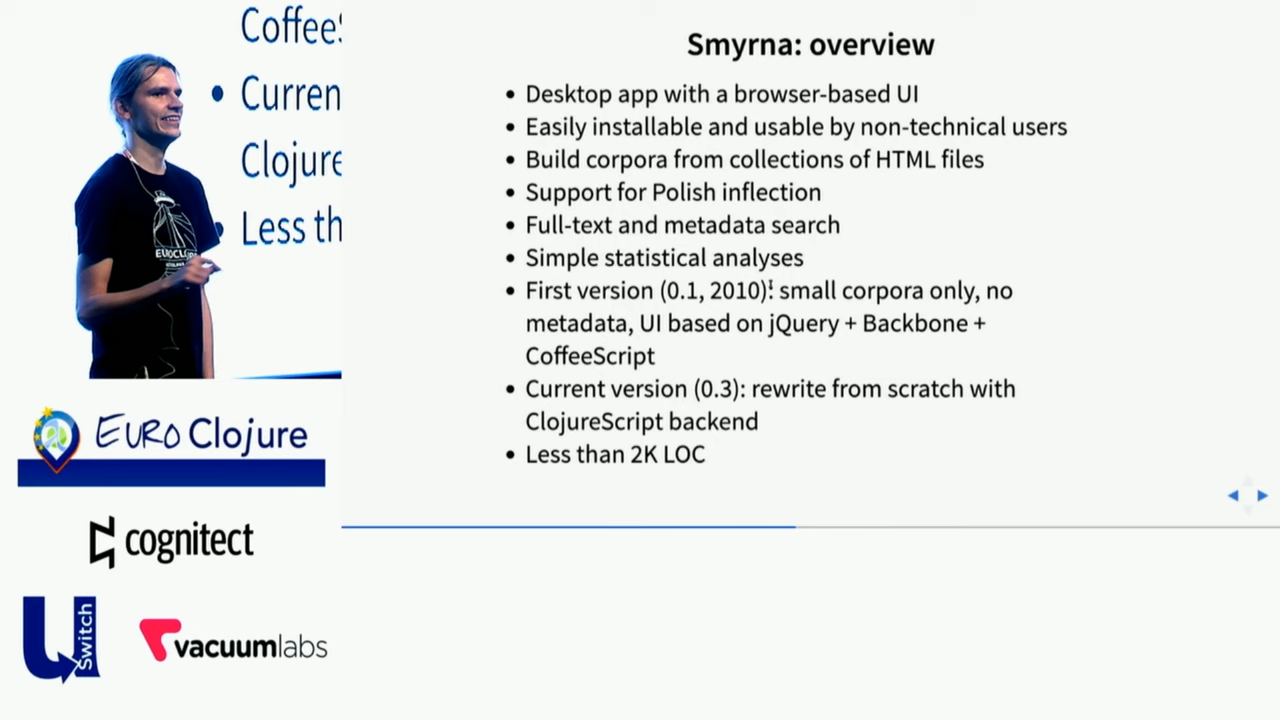 Coffee
Curren
Clojure
Less th
EUROCLOJ
EURO Clojure
cognitect
uSwitch
vacuumlabs
Smyrna: overview
• Desktop app with a browser-based UI
• Easily installable and usable by non-technical users
• Build corpora from collections of HTML files
• Support for Polish inflection
• Full-text and metadata search
• Simple statistical analyses
• First version (0.1, 2010): small corpora only, no
metadata, UI based on jQuery + Backbone +
CoffeeScript
• Current version (0.3): rewrite from scratch with
ClojureScript backend
• Less than 2K LOC